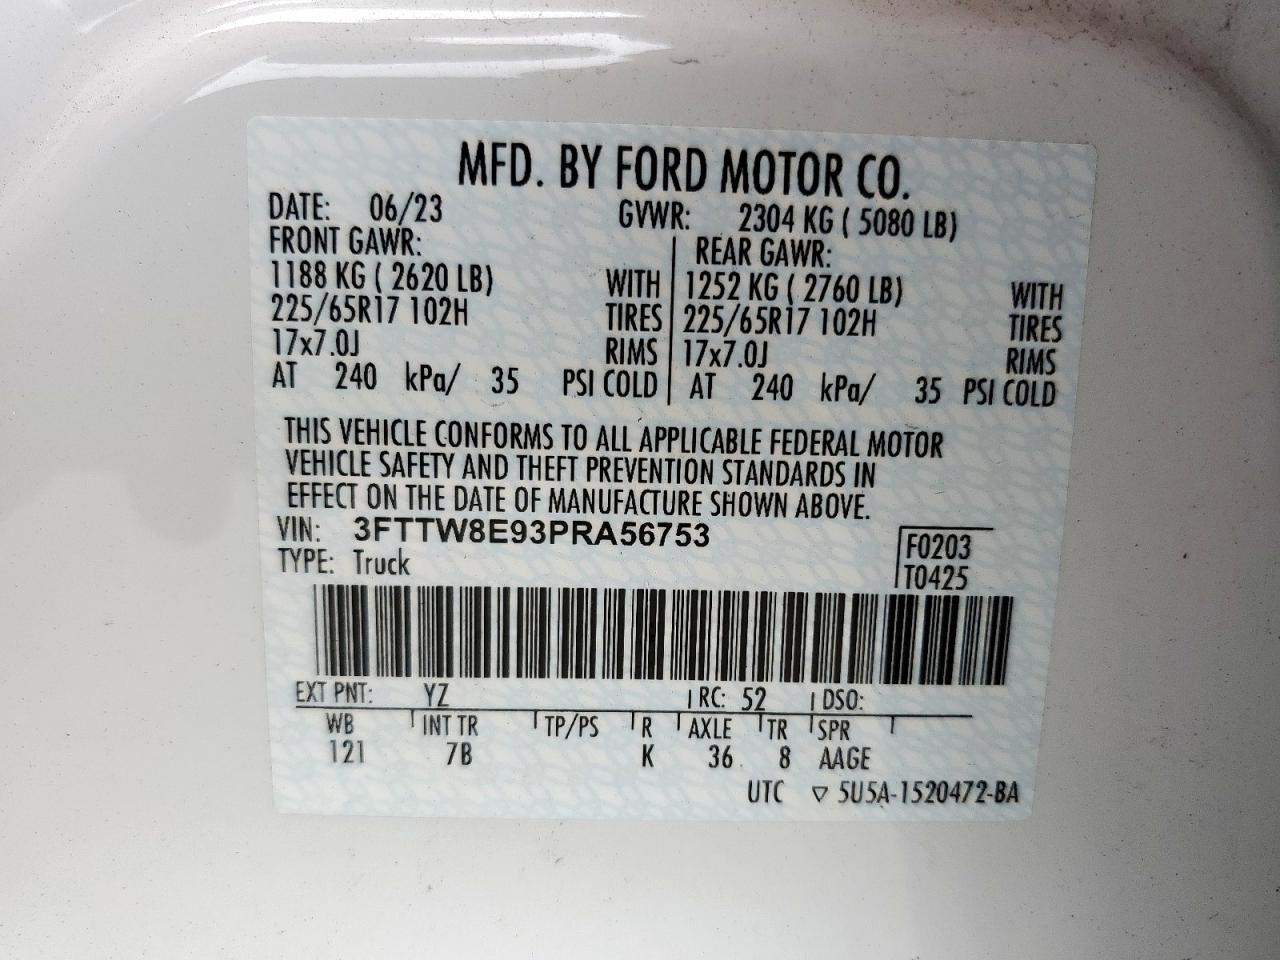 MFD. BY FORD MOTOR CO.
DATE: 06/23 GVWR: 2304 KG ( 5080 LB)
FRONT GAWR: REAR GAWR:
1188 KG ( 2620 LB) WITH 1252 KG ( 2760 LB) WITH
225/65R17 102H TIRES 225/65R17 102H TIRES
17x7.0J RIMS 17x7.0J RIMS
AT 240 kPa/ 35 PSI COLD AT 240 kPa/ 35 PSI COLD
THIS VEHICLE CONFORMS TO ALL APPLICABLE FEDERAL MOTOR
VEHICLE SAFETY AND THEFT PREVENTION STANDARDS IN
EFFECT ON THE DATE OF MANUFACTURE SHOWN ABOVE.
VIN: 3FTTW8E93PRA56753 F0203
TYPE: Truck T0425
EXT PNT: YZ RC: 52 DSO:
WB INT TR TP/PS R AXLE TR SPR
121 7B K 36 8 AAGE
UTC ▽ 5U5A-1520472-BA